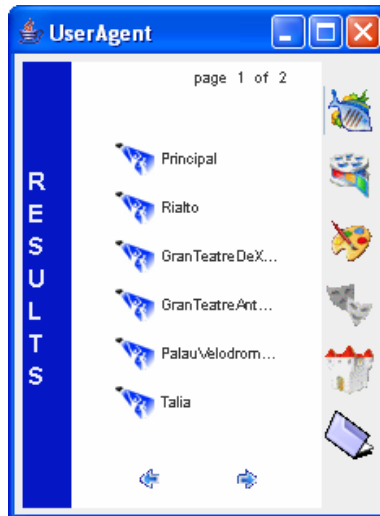 UserAgent
page 1 of 2
RESULTS
Principal
Rialto
GranTeatreDeX...
GranTeatreAnt...
PalauVelodrom...
Talia